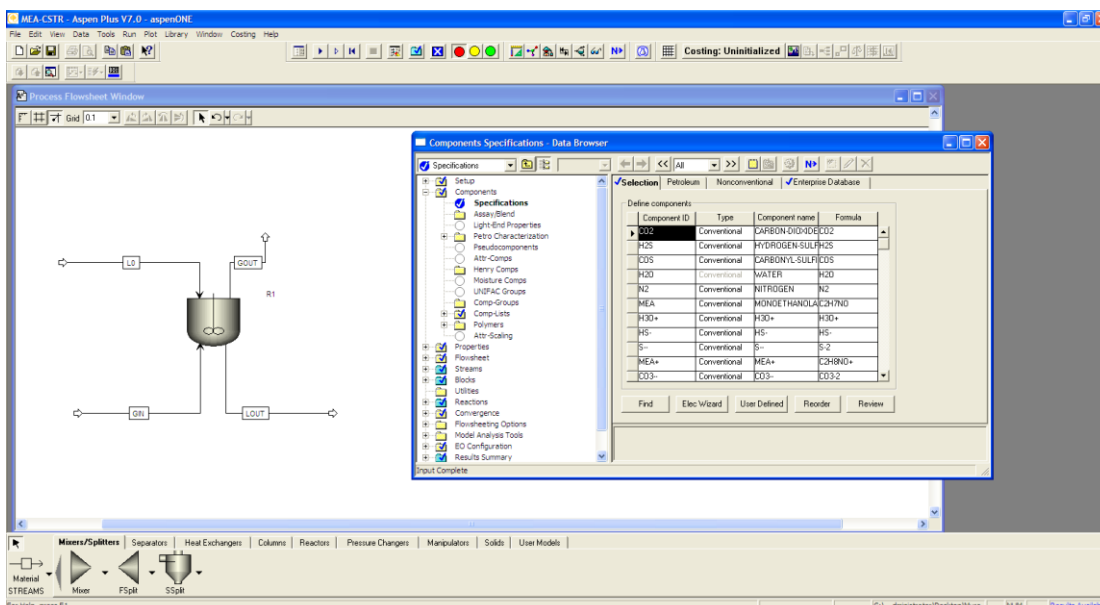 MEA-CSTR - Aspen Plus V7.0 - aspenONE
File Edit View Data Tools Run Plot Library Window Costing Help
N> Costing: Uninitialized
Process Flowsheet Window
Grid 0.1
L0
GOUT
R1
GIN
LOUT
Components Specifications - Data Browser
Specifications
<< All >> N>
Setup
Components
Specifications
Assay/Blend
Light-End Properties
Petro Characterization
Pseudocomponents
Attr-Comps
Henry Comps
Moisture Comps
UNIFAC Groups
Comp-Groups
Comp-Lists
Polymers
Attr-Scaling
Properties
Flowsheet
Streams
Blocks
Utilities
Reactions
Convergence
Flowsheeting Options
Model Analysis Tools
EO Configuration
Results Summary
Selection Petroleum Nonconventional Enterprise Database
Define components
Component ID Type Component name Formula
CO2 Conventional CARBON-DIOXIDE CO2
H2S Conventional HYDROGEN-SULF H2S
COS Conventional CARBONYL-SULFI COS
H2O Conventional WATER H2O
N2 Conventional NITROGEN N2
MEA Conventional MONOETHANOLA C2H7NO
H3O+ Conventional H3O+ H3O+
HS- Conventional HS- HS-
S-- Conventional S-- S-2
MEA+ Conventional MEA+ C2H8NO+
CO3-- Conventional CO3-- CO3-2
Find Elec Wizard User Defined Reorder Review
Input Complete
Mixers/Splitters Separators Heat Exchangers Columns Reactors Pressure Changers Manipulators Solids User Models
Material
STREAMS Mixer FSplit SSplit